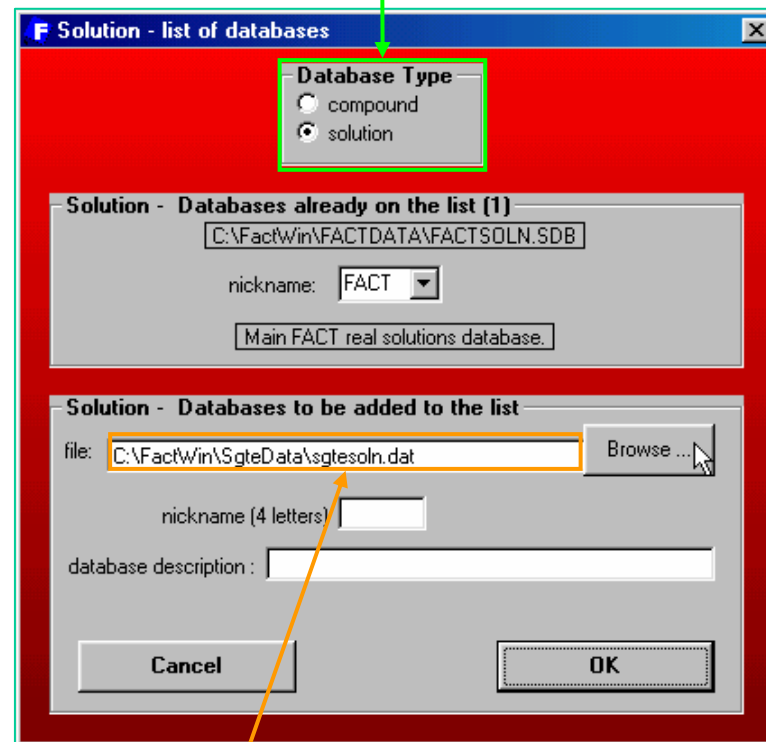 F Solution - list of databases
Database Type
compound
solution
Solution - Databases already on the list (1)
C:\FactWin\FACTDATA\FACTSOLN.SDB
nickname: FACT
Main FACT real solutions database.
Solution - Databases to be added to the list
file: C:\FactWin\SgteData\sgtesoln.dat Browse ...
nickname (4 letters)
database description :
Cancel OK